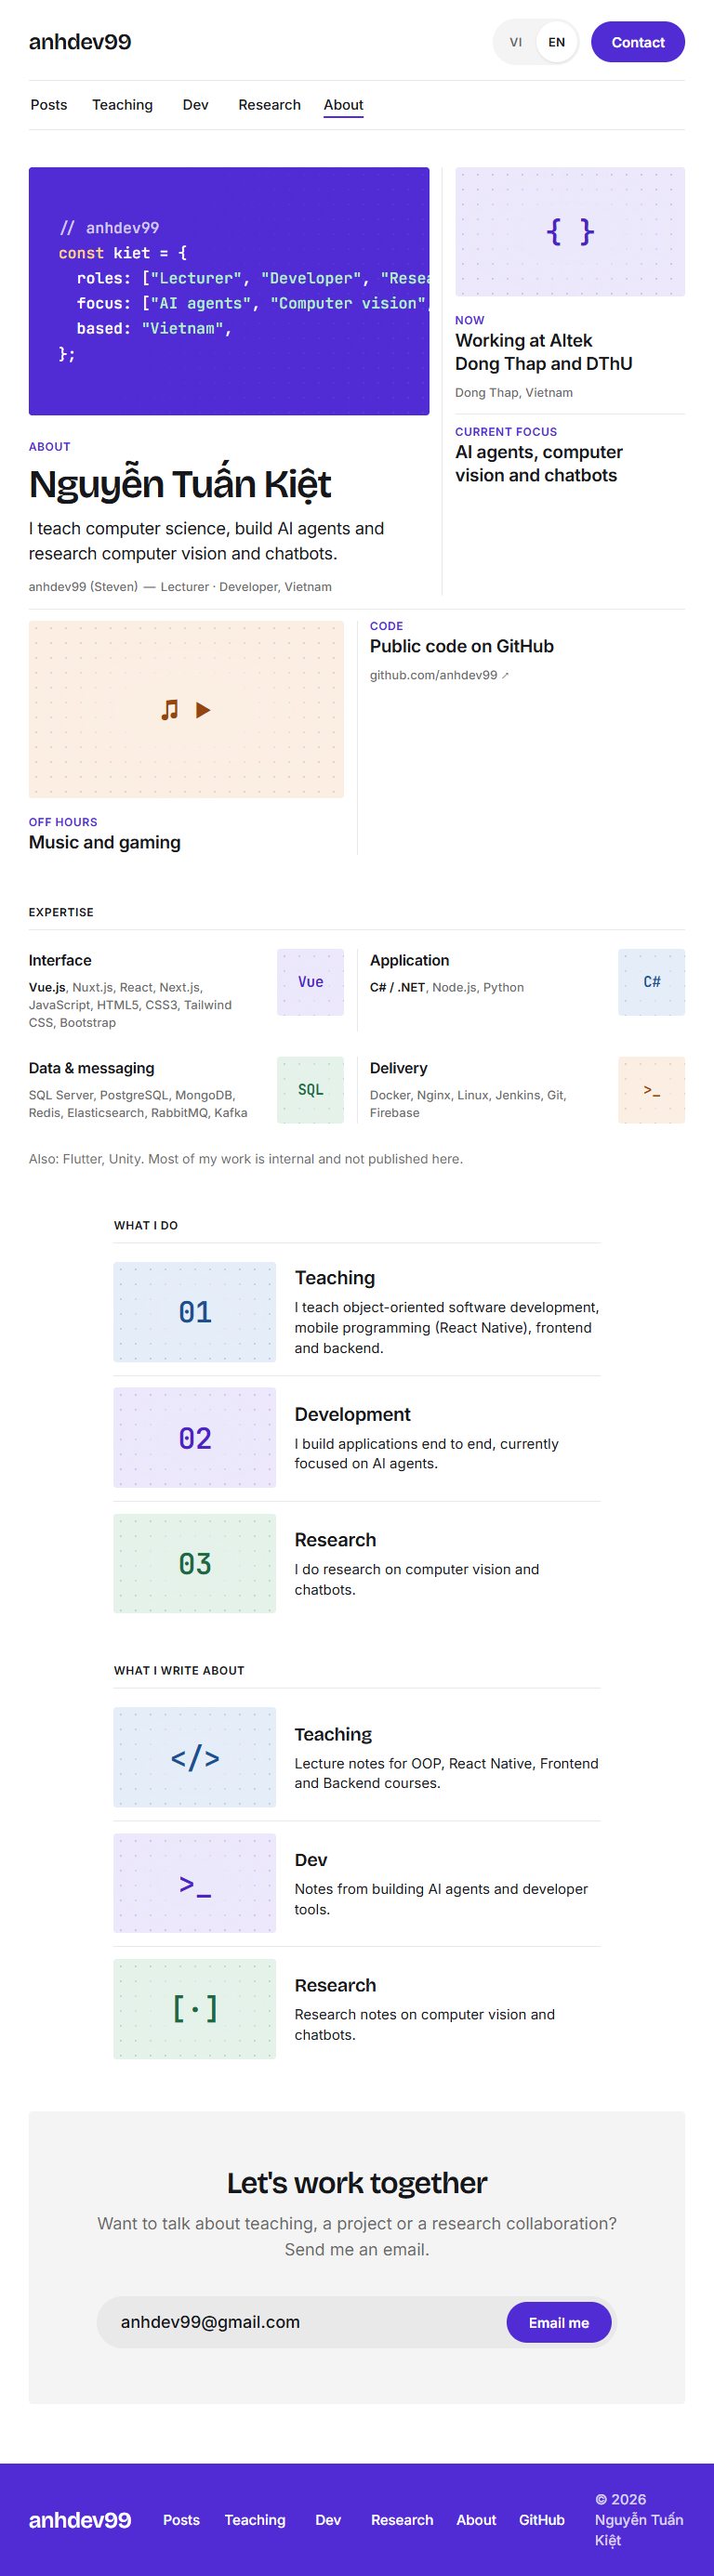 anhdev99
VI EN Contact
Posts Teaching Dev Research About
// anhdev99
const kiet = {
roles: ["Lecturer", "Developer", "Resea
focus: ["AI agents", "Computer vision",
based: "Vietnam",
};
ABOUT
Nguyễn Tuấn Kiệt
I teach computer science, build AI agents and
research computer vision and chatbots.
anhdev99 (Steven) — Lecturer · Developer, Vietnam
{ }
NOW
Working at Altek
Dong Thap and DThU
Dong Thap, Vietnam
CURRENT FOCUS
AI agents, computer
vision and chatbots
♫ ▶
OFF HOURS
Music and gaming
CODE
Public code on GitHub
github.com/anhdev99 ↗
EXPERTISE
Interface
Vue.js, Nuxt.js, React, Next.js,
JavaScript, HTML5, CSS3, Tailwind
CSS, Bootstrap
Vue
Application
C# / .NET, Node.js, Python
C#
Data & messaging
SQL Server, PostgreSQL, MongoDB,
Redis, Elasticsearch, RabbitMQ, Kafka
SQL
Delivery
Docker, Nginx, Linux, Jenkins, Git,
Firebase
>_
Also: Flutter, Unity. Most of my work is internal and not published here.
WHAT I DO
01
Teaching
I teach object-oriented software development,
mobile programming (React Native), frontend
and backend.
02
Development
I build applications end to end, currently
focused on AI agents.
03
Research
I do research on computer vision and
chatbots.
WHAT I WRITE ABOUT
</>
Teaching
Lecture notes for OOP, React Native, Frontend
and Backend courses.
>_
Dev
Notes from building AI agents and developer
tools.
[·]
Research
Research notes on computer vision and
chatbots.
Let's work together
Want to talk about teaching, a project or a research collaboration?
Send me an email.
anhdev99@gmail.com Email me
anhdev99 Posts Teaching Dev Research About GitHub
© 2026
Nguyễn Tuấn
Kiệt